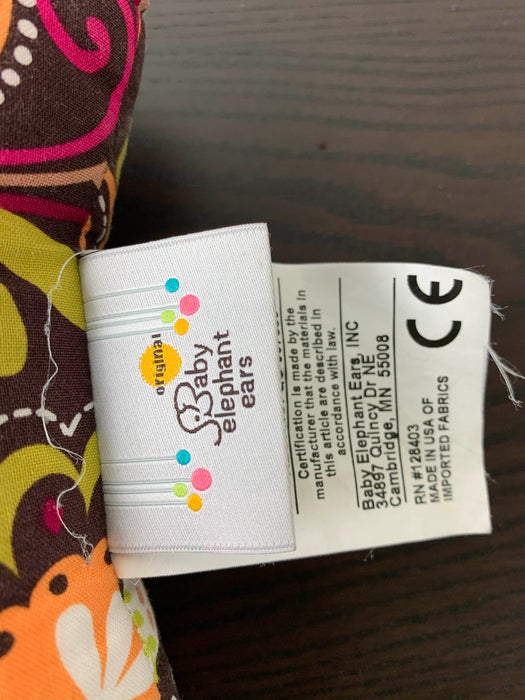 original
Baby
elephant
ears
Certification is made by the
manufacturer that the materials in
this article are described in
accordance with law.
Baby Elephant Ears, INC
34897 Quincy Dr NE
Cambridge, MN 55008
RN #128403
MADE IN USA OF
IMPORTED FABRICS
CE